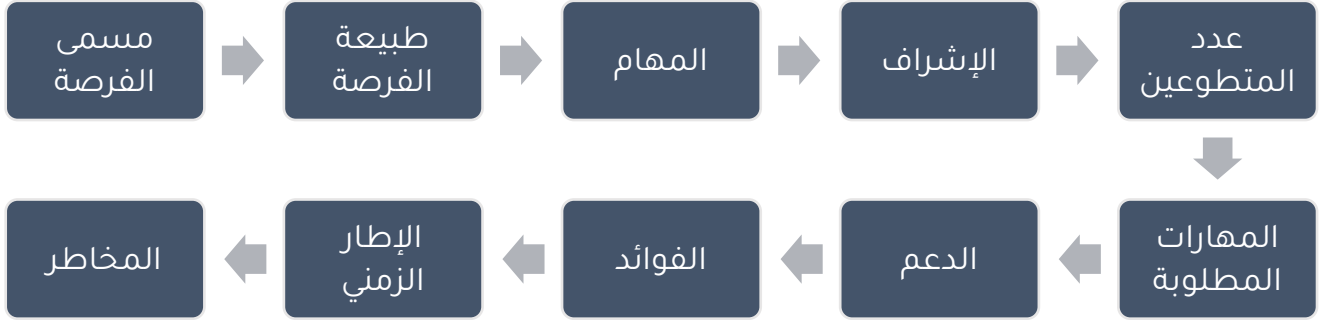 مسمى
الفرصة
طبيعة
الفرصة
المهام
الإشراف
عدد
المتطوعين
المهارات
المطلوبة
الدعم
الفوائد
الإطار
الزمني
المخاطر